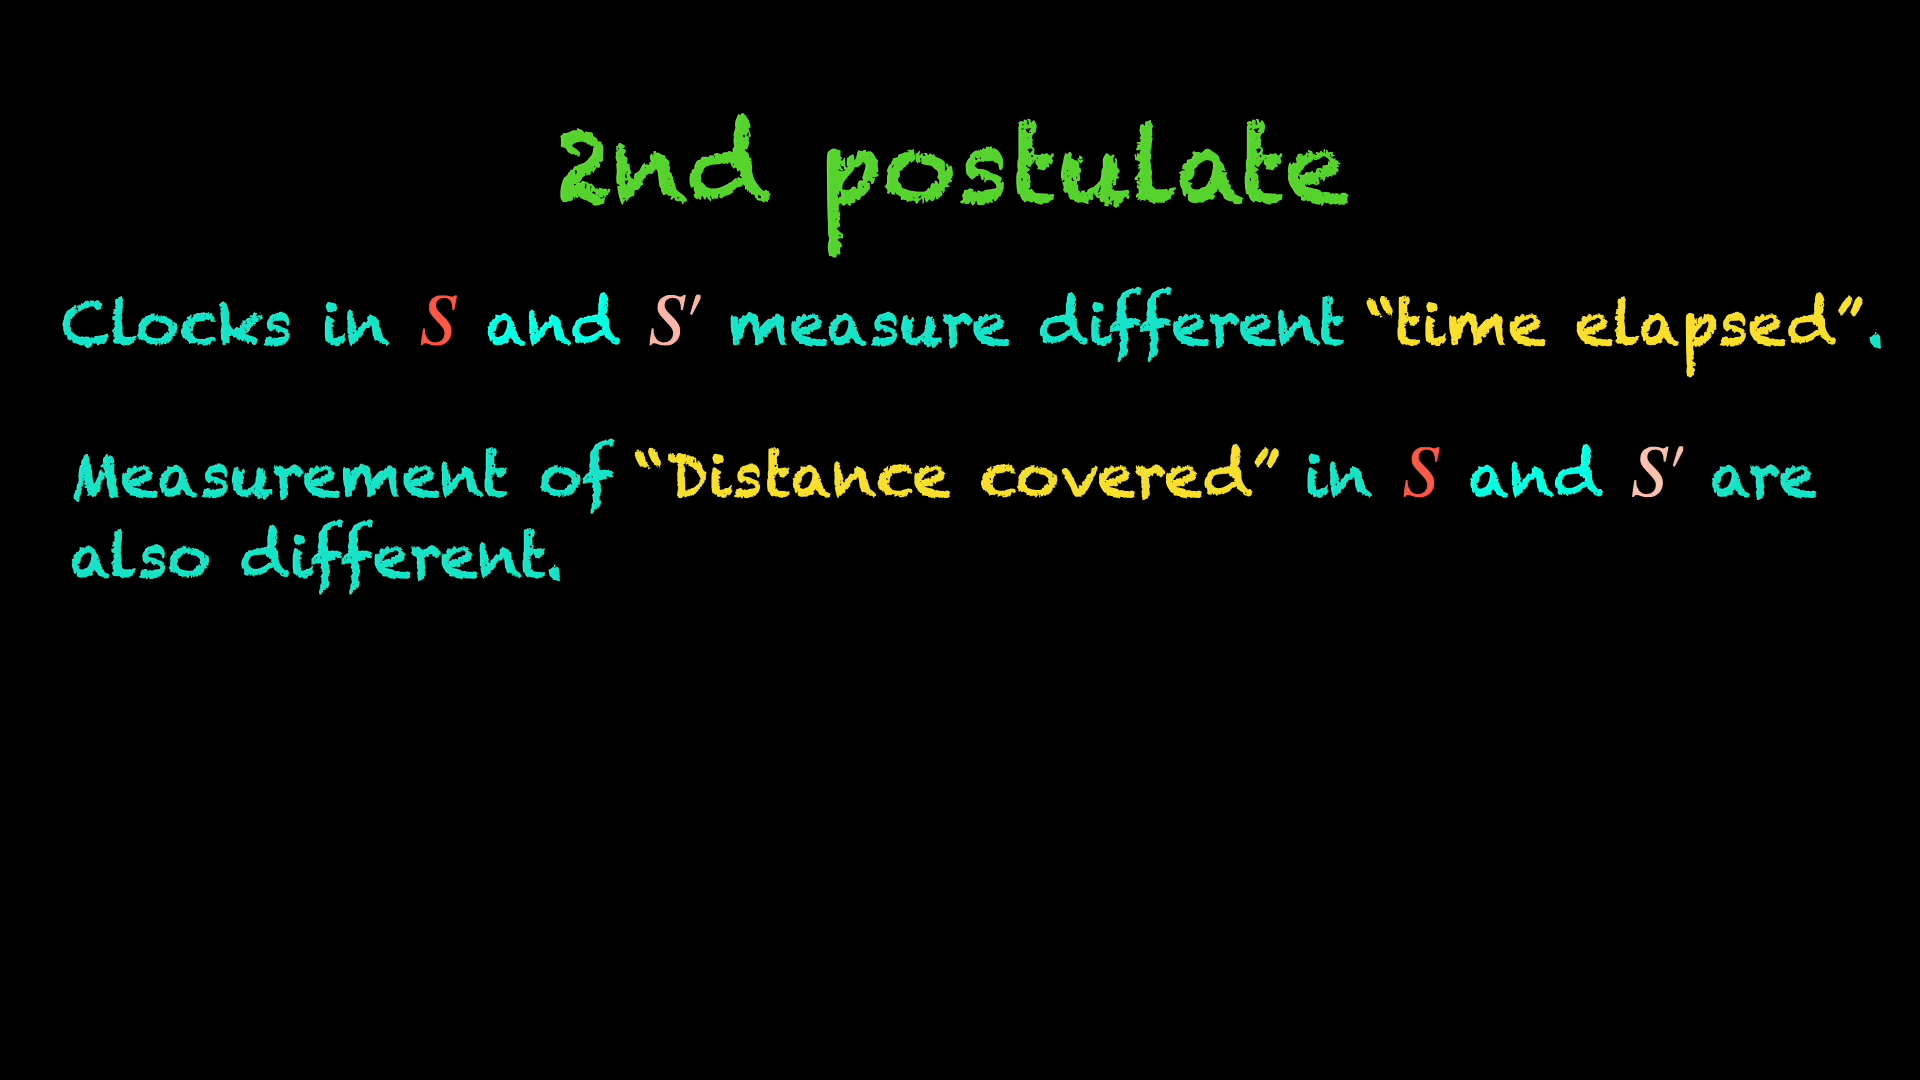 2nd postulate
Clocks in S and S′ measure different “time elapsed”.
Measurement of “Distance covered” in S and S′ are
also different.